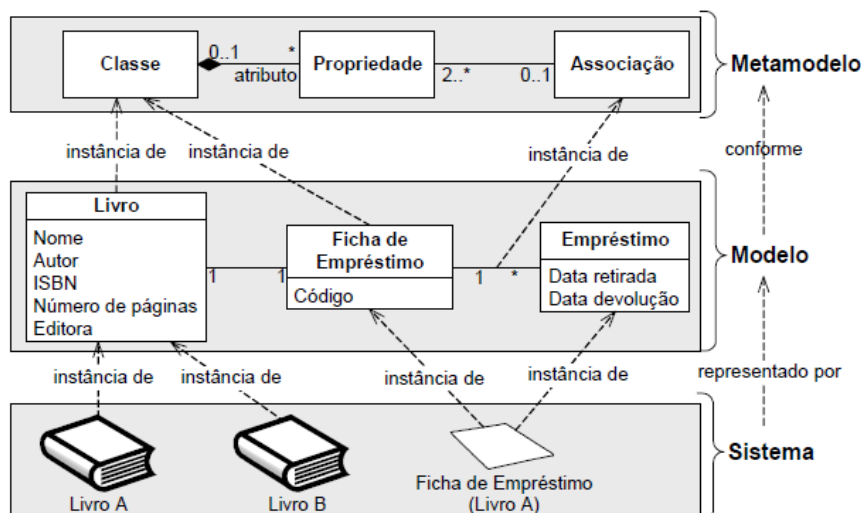 Classe
0..1
*
atributo
Propriedade
2..*
0..1
Associação
Metamodelo
instância de
instância de
instância de
conforme
Livro
Nome
Autor
ISBN
Número de páginas
Editora
1
1
Ficha de
Empréstimo
Código
1
*
Empréstimo
Data retirada
Data devolução
Modelo
instância de
instância de
instância de
instância de
representado por
Livro A
Livro B
Ficha de Empréstimo
(Livro A)
Sistema